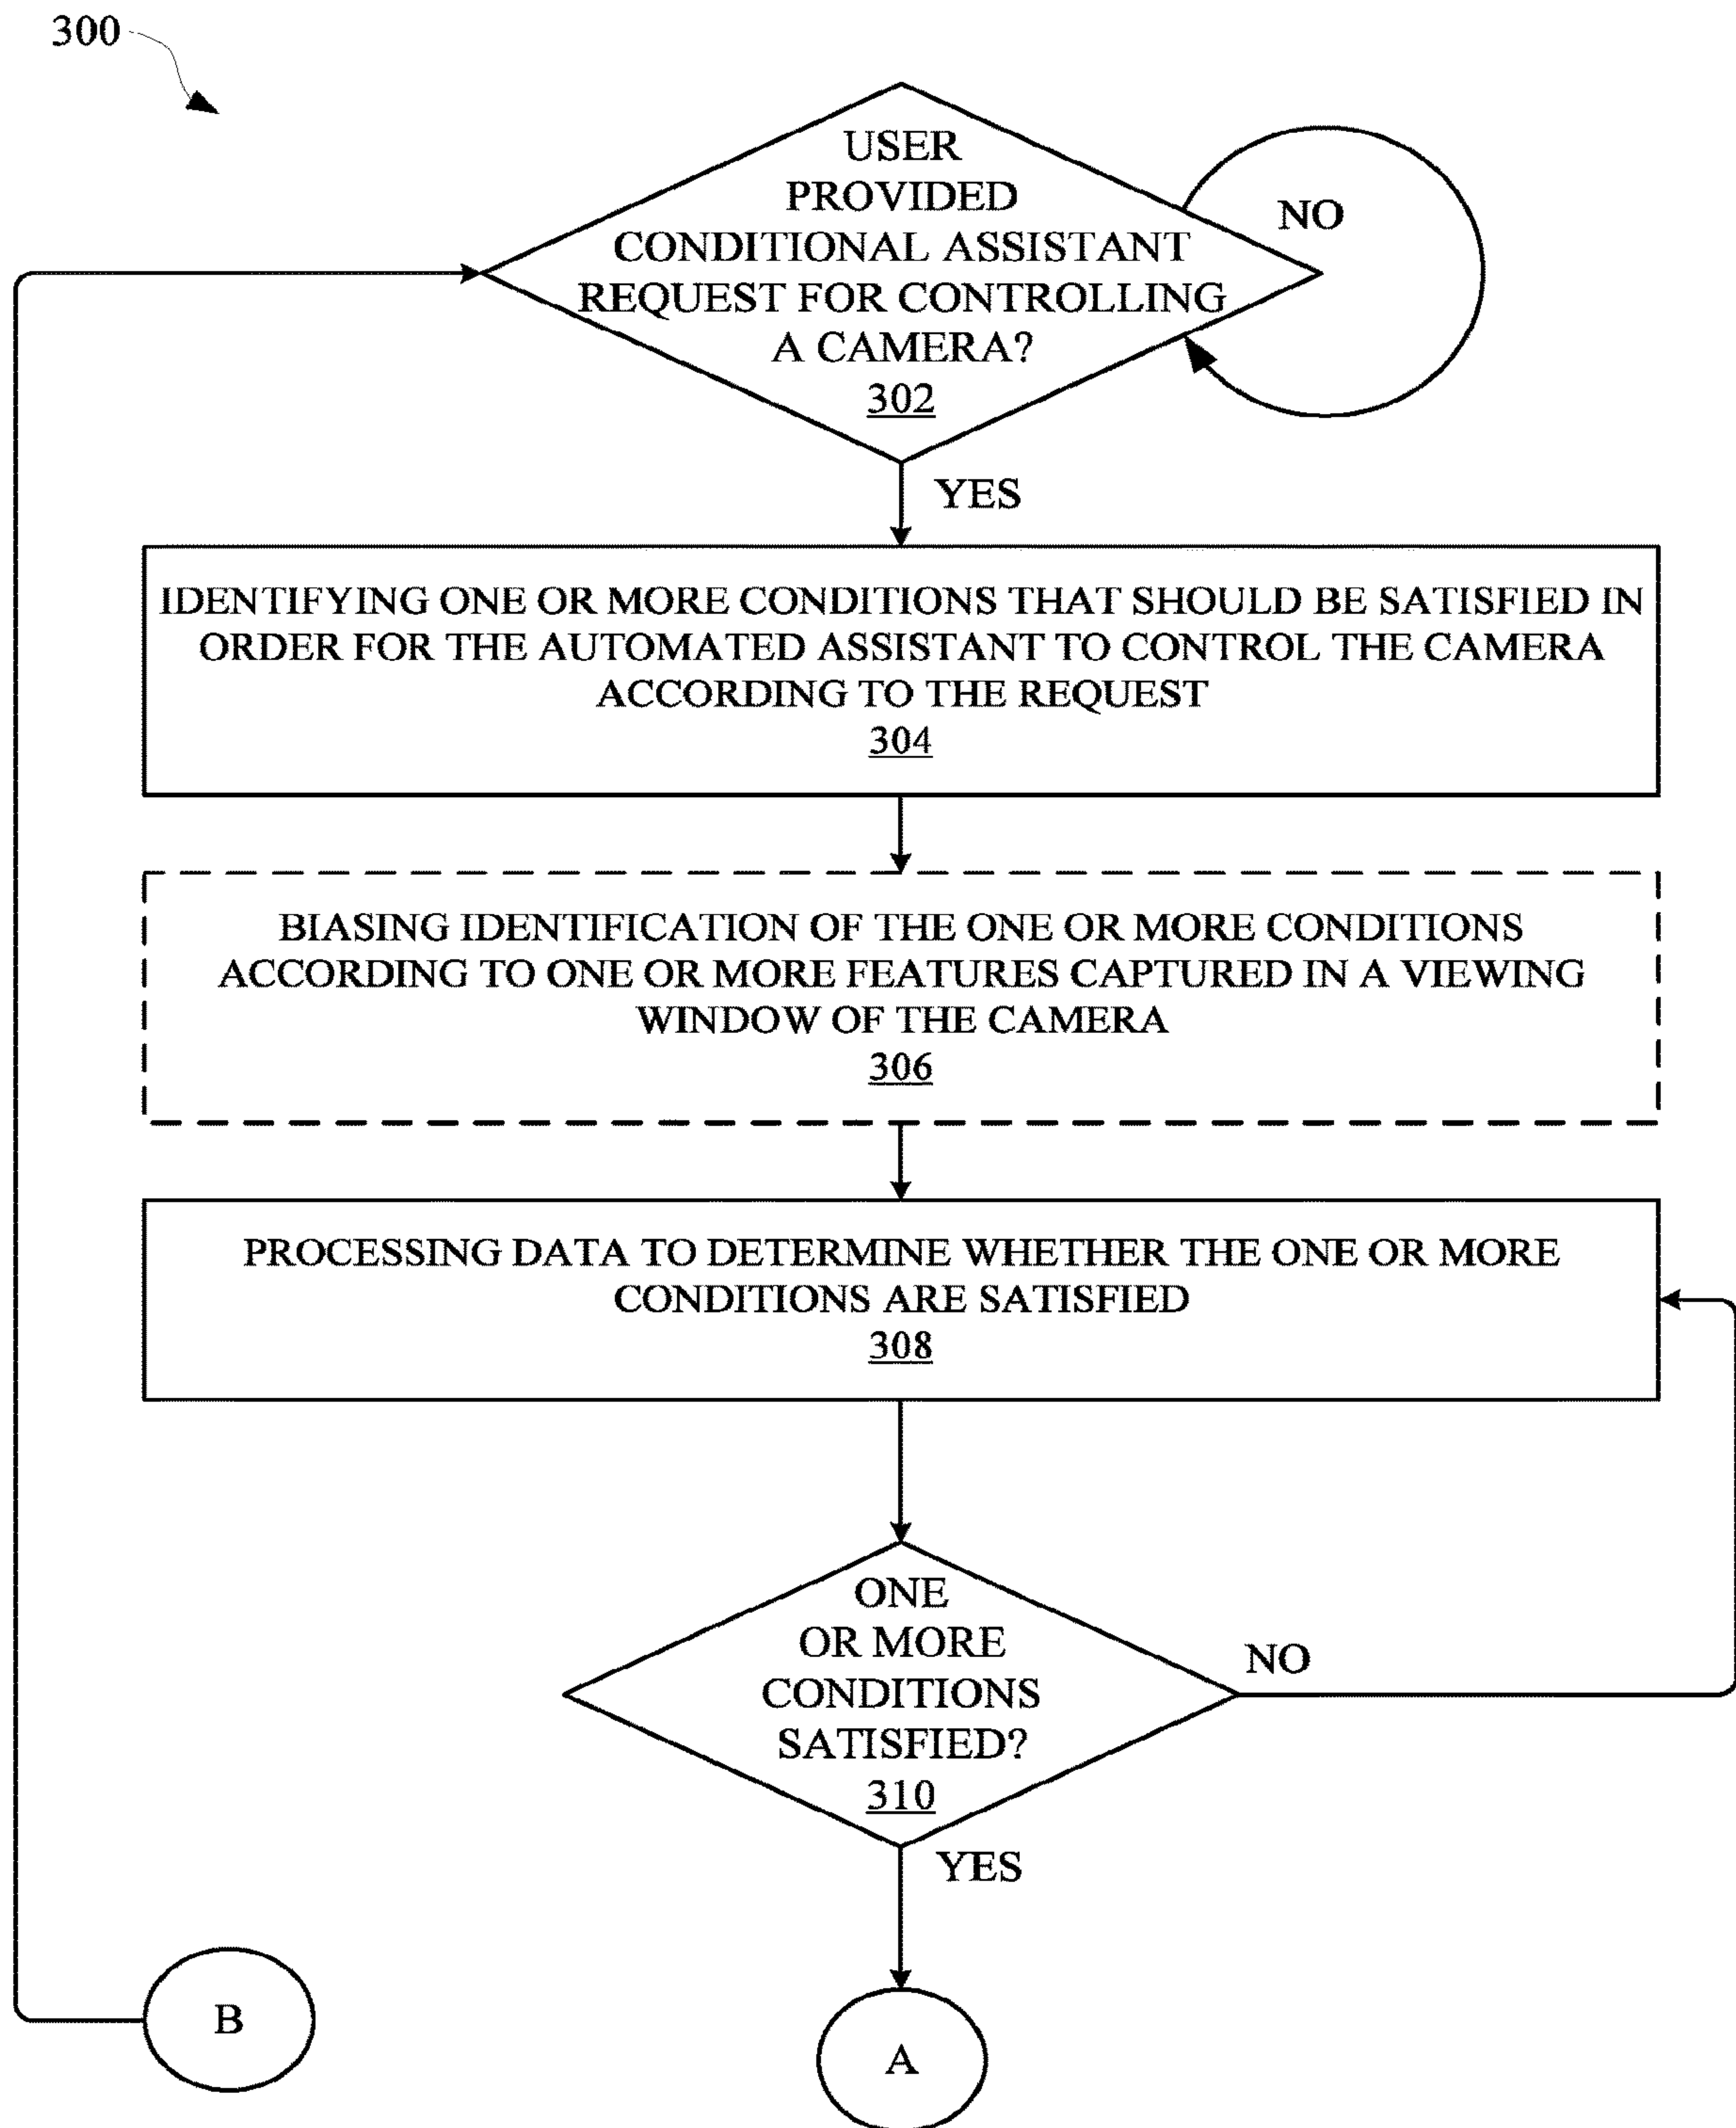 300
USER
PROVIDED
CONDITIONAL ASSISTANT
REQUEST FOR CONTROLLING
A CAMERA?
302
NO
YES
IDENTIFYING ONE OR MORE CONDITIONS THAT SHOULD BE SATISFIED IN
ORDER FOR THE AUTOMATED ASSISTANT TO CONTROL THE CAMERA
ACCORDING TO THE REQUEST
304
BIASING IDENTIFICATION OF THE ONE OR MORE CONDITIONS
ACCORDING TO ONE OR MORE FEATURES CAPTURED IN A VIEWING
WINDOW OF THE CAMERA
306
PROCESSING DATA TO DETERMINE WHETHER THE ONE OR MORE
CONDITIONS ARE SATISFIED
308
ONE
OR MORE
CONDITIONS
SATISFIED?
310
NO
YES
B
A